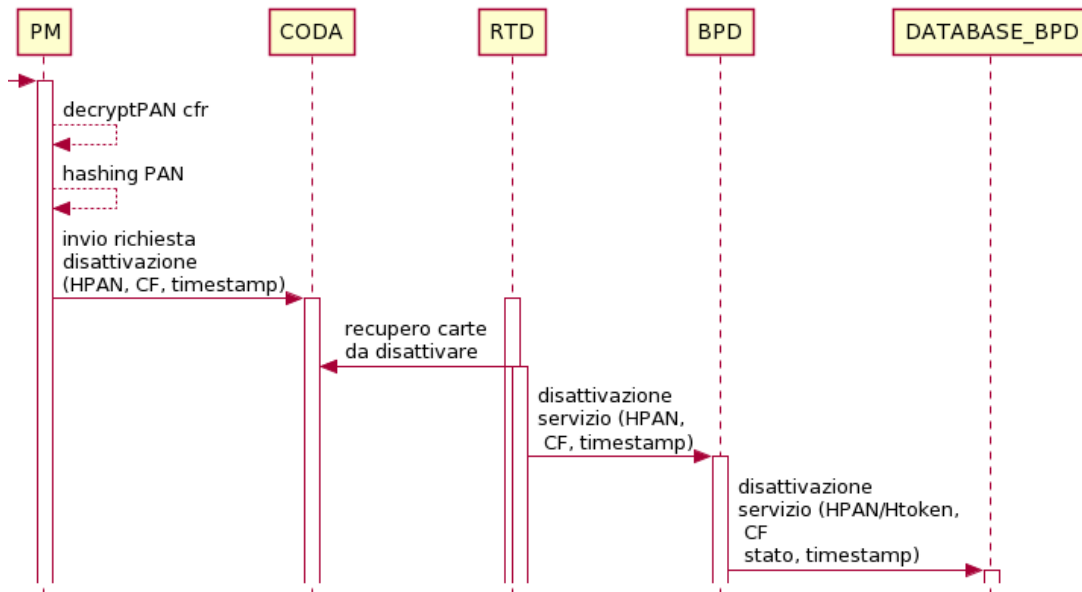 PM
CODA
RTD
BPD
DATABASE_BPD
decryptPAN cfr
hashing PAN
invio richiesta
disattivazione
(HPAN, CF, timestamp)
recupero carte
da disattivare
disattivazione
servizio (HPAN,
CF, timestamp)
disattivazione
servizio (HPAN/Htoken,
CF
stato, timestamp)